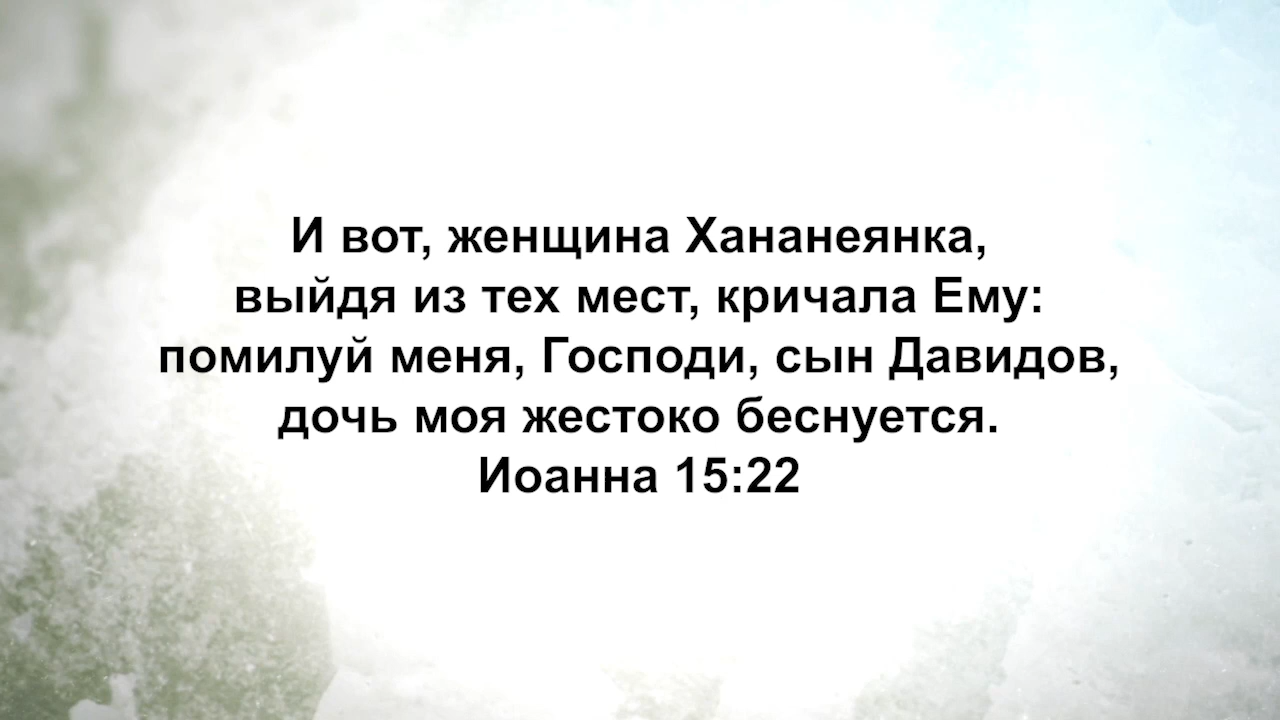 И вот, женщина Хананеянка,
выйдя из тех мест, кричала Ему:
помилуй меня, Господи, сын Давидов,
дочь моя жестоко беснуется.
Иоанна 15:22